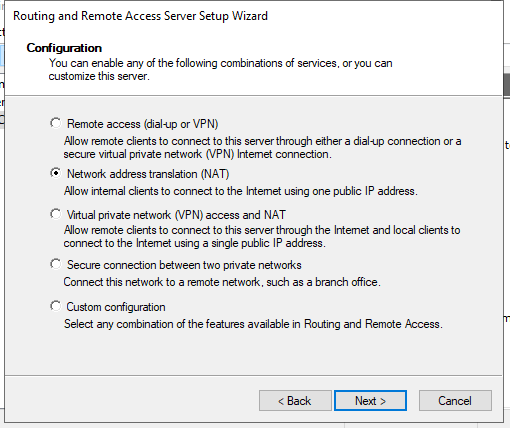 Routing and Remote Access Server Setup Wizard
Configuration
You can enable any of the following combinations of services, or you can
customize this server.
Remote access (dial-up or VPN)
Allow remote clients to connect to this server through either a dial-up connection or a
secure virtual private network (VPN) Internet connection.
Network address translation (NAT)
Allow internal clients to connect to the Internet using one public IP address.
Virtual private network (VPN) access and NAT
Allow remote clients to connect to this server through the Internet and local clients to
connect to the Internet using a single public IP address.
Secure connection between two private networks
Connect this network to a remote network, such as a branch office.
Custom configuration
Select any combination of the features available in Routing and Remote Access.
< Back
Next >
Cancel